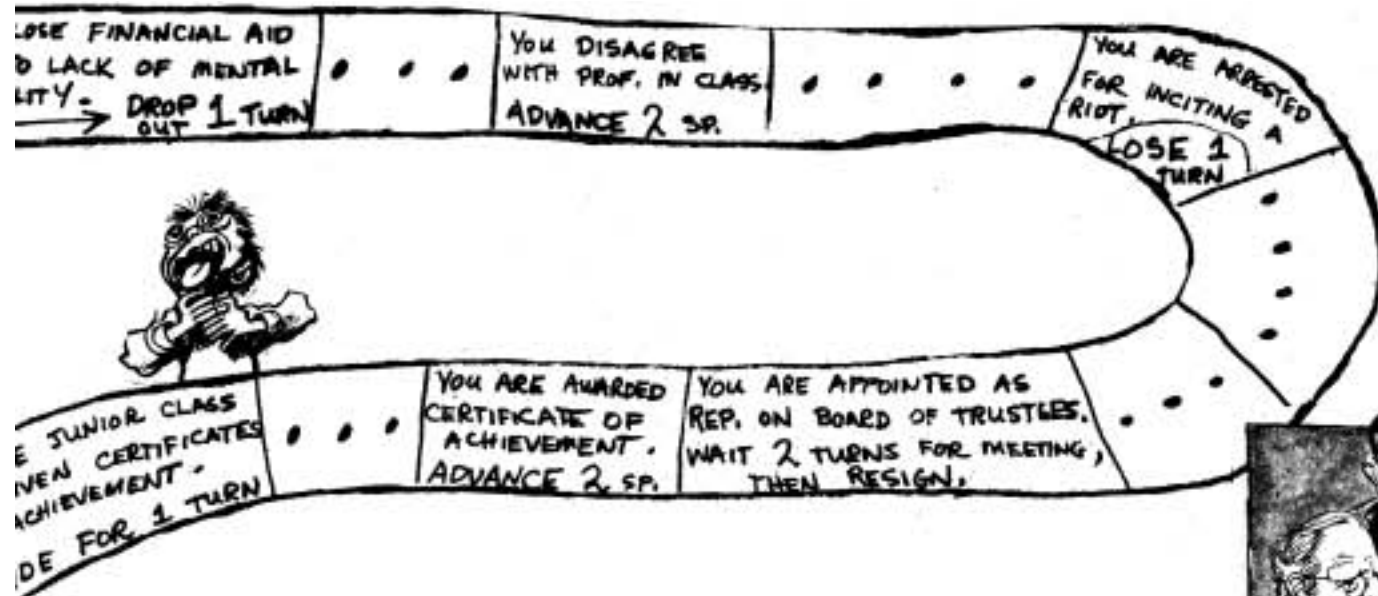 LOSE FINANCIAL AID
LACK OF MENTAL
DROP 1 TURN
OUT
YOU DISAGREE
WITH PROF. IN CLASS.
ADVANCE 2 SP.
YOU ARE ARRESTED
FOR INCITING A
RIOT.
LOSE 1
TURN
JUNIOR CLASS
CERTIFICATES
ACHIEVEMENT.
FOR 1 TURN
YOU ARE AWARDED
CERTIFICATE OF
ACHIEVEMENT.
ADVANCE 2 SP.
YOU ARE APPOINTED AS
REP. ON BOARD OF TRUSTEES.
WAIT 2 TURNS FOR MEETING,
THEN RESIGN.